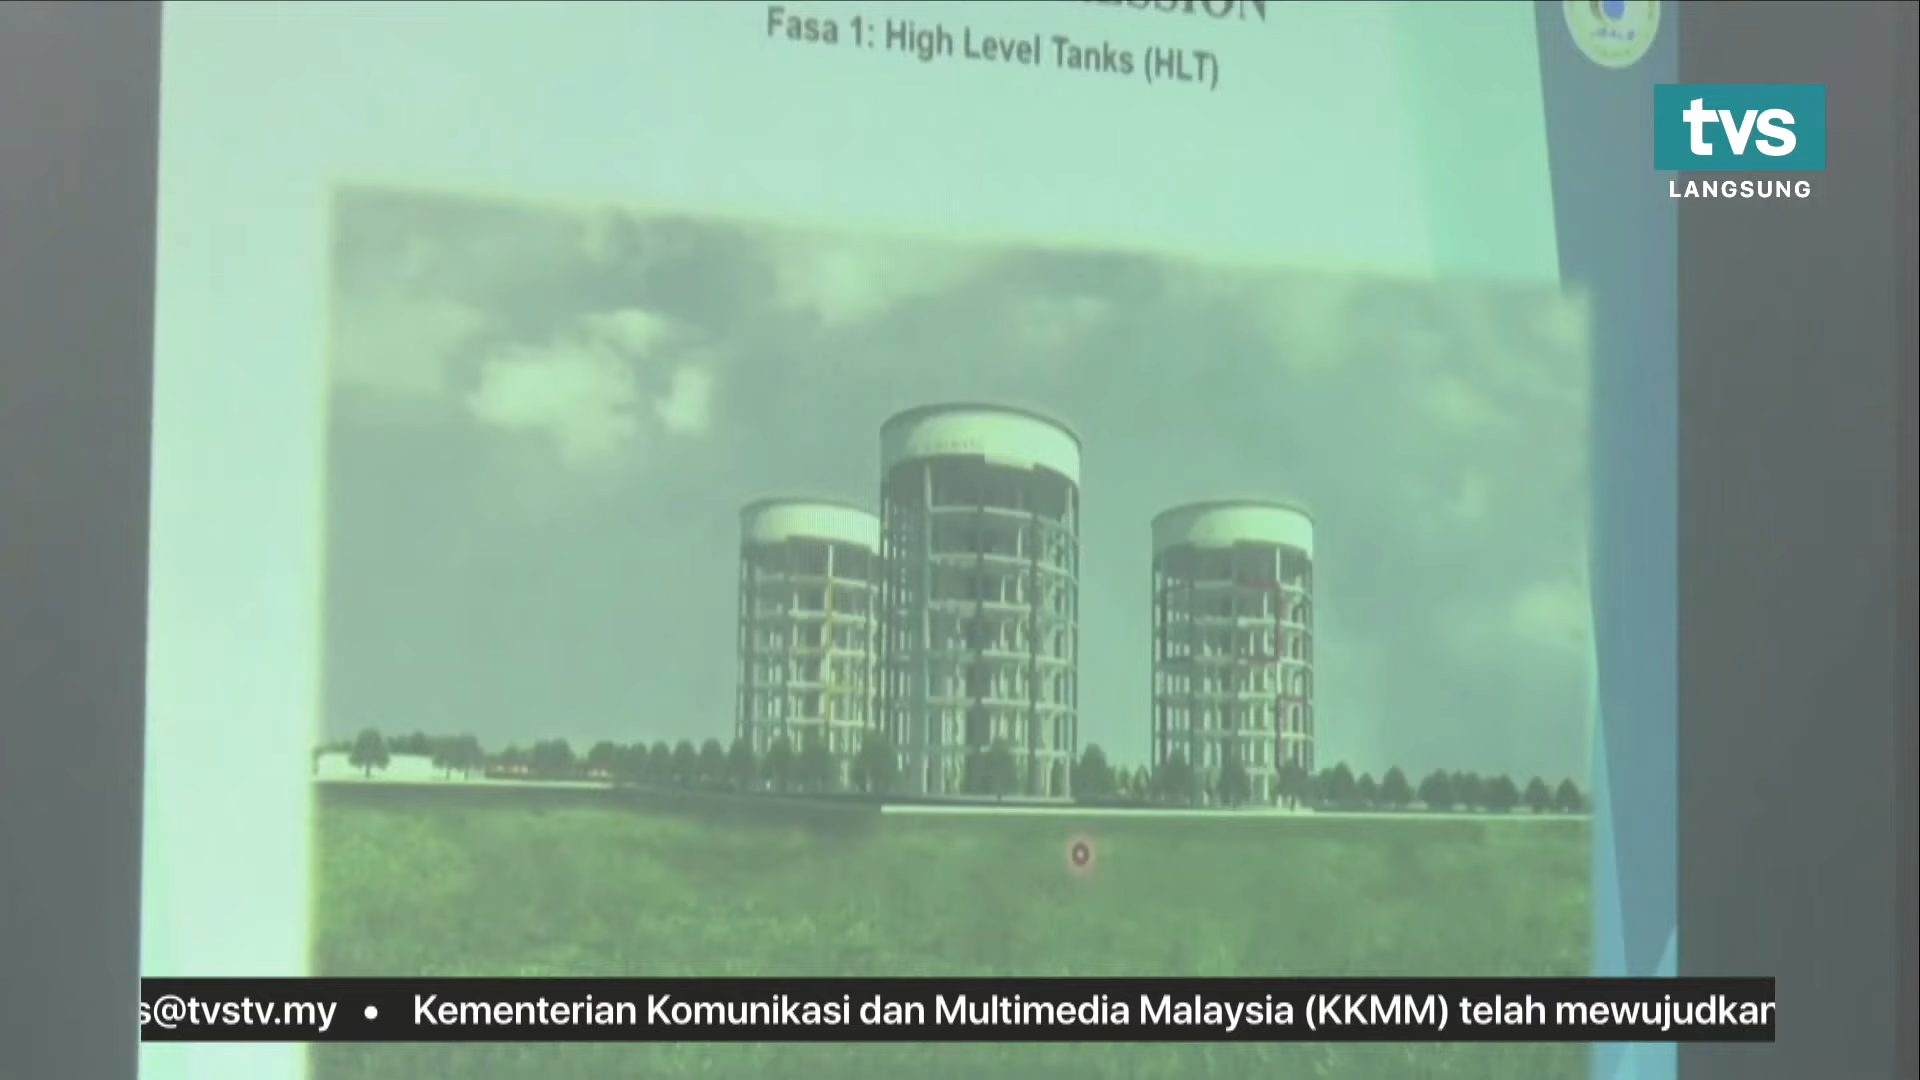 Fasa 1: High Level Tanks (HLT)
tvs
LANGSUNG
s@tvstv.my • Kementerian Komunikasi dan Multimedia Malaysia (KKMM) telah mewujudkan